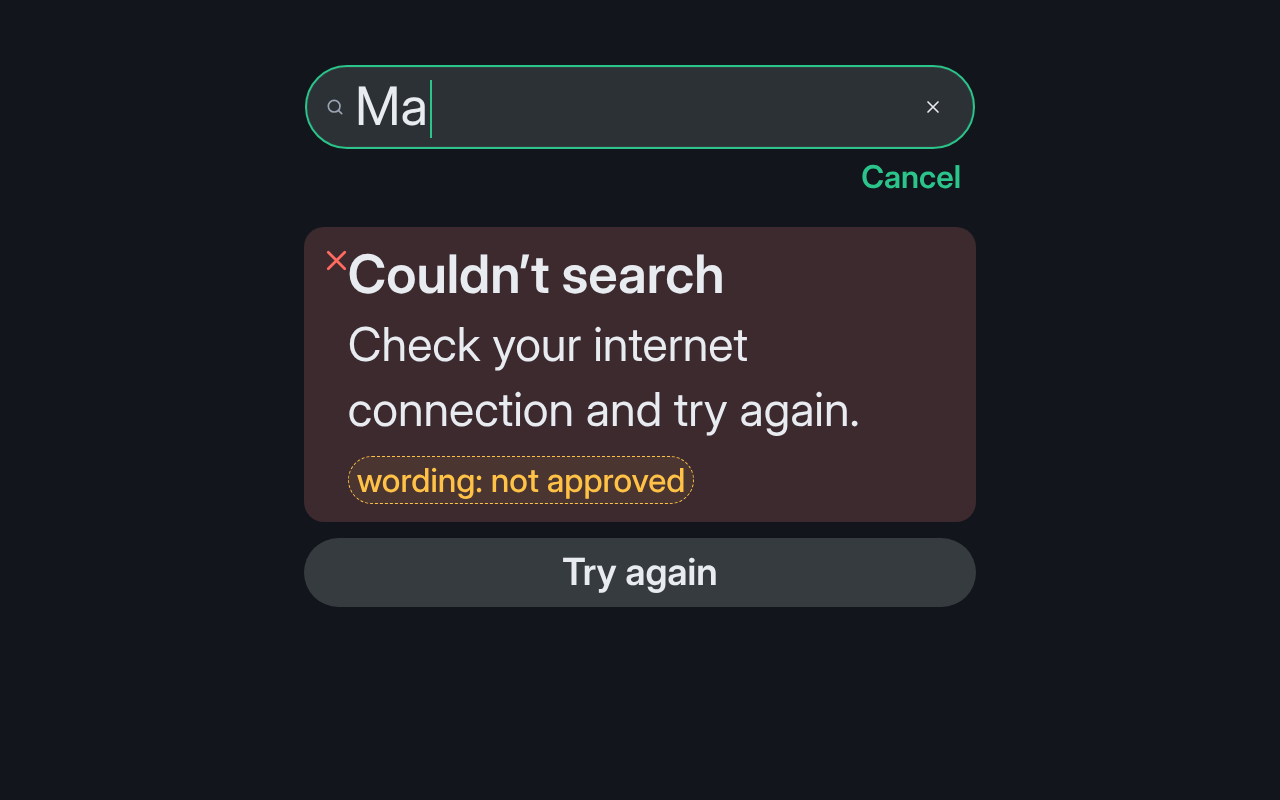 Ma
Cancel
Couldn’t search
Check your internet
connection and try again.
wording: not approved
Try again